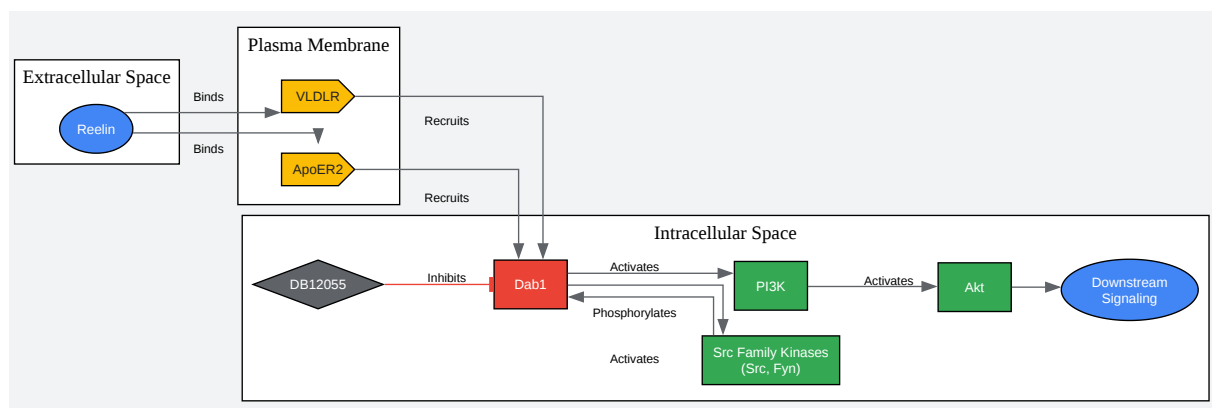 Plasma Membrane
Extracellular Space
VLDLR
Binds
Reelin
Recruits
Binds
ApoER2
Recruits
Intracellular Space
DB12055
Inhibits
Dab1
Activates
PI3K
Activates
Akt
Downstream
Signaling
Phosphorylates
Activates
Src Family Kinases
(Src, Fyn)